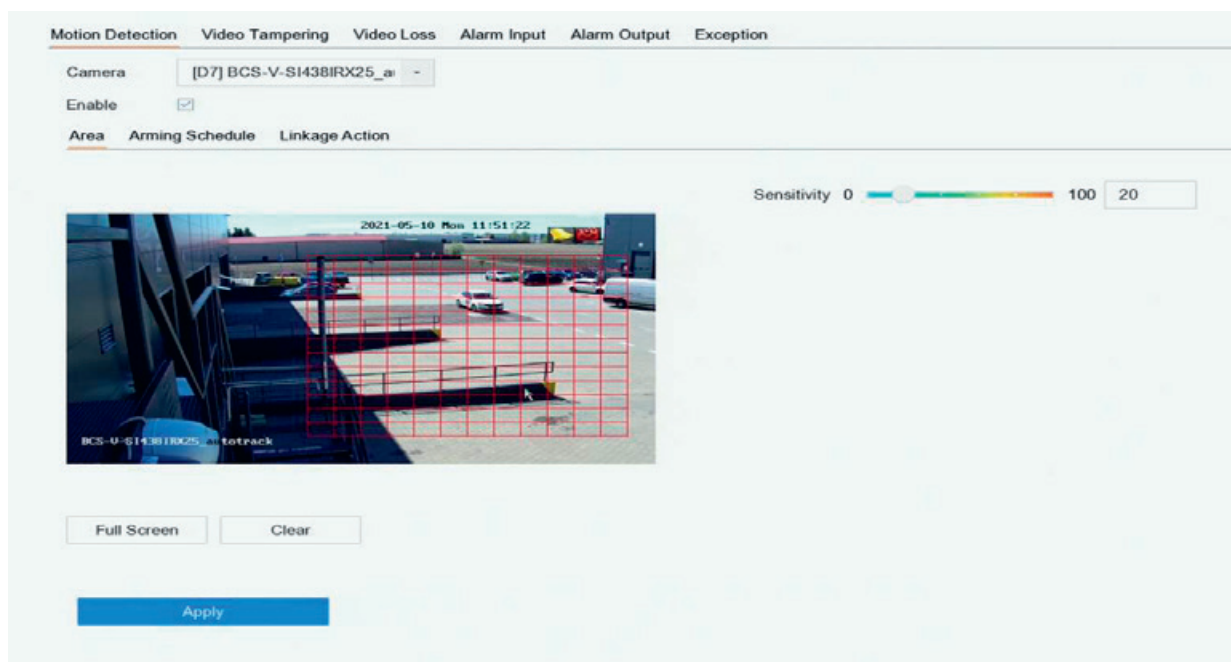 Motion Detection Video Tampering Video Loss Alarm Input Alarm Output Exception
Camera [D7] BCS-V-SI438IRX25_a
Enable
Area Arming Schedule Linkage Action
Sensitivity 0 100 20
2021-05-10 Mon 11:51:22
BCS-V-SI438IRX25_autotrack
Full Screen Clear
Apply